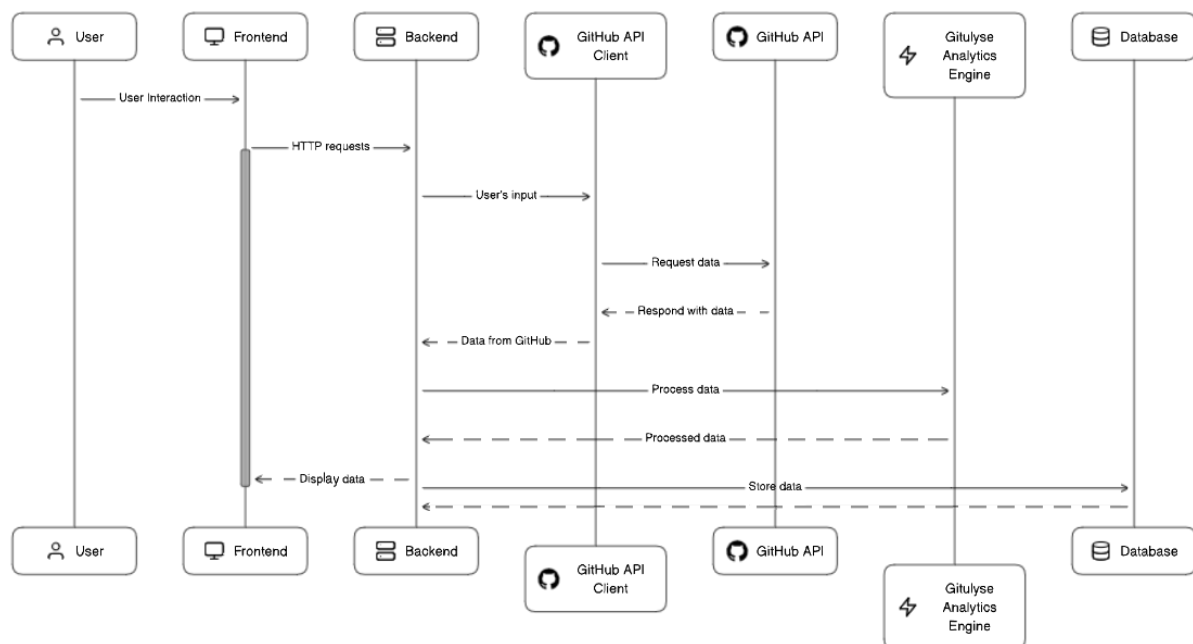 User
Frontend
Backend
GitHub API
Client
GitHub API
Gitulyse
Analytics
Engine
Database
User Interaction
HTTP requests
User's input
Request data
Respond with data
Data from GitHub
Process data
Processed data
Display data
Store data
User
Frontend
Backend
GitHub API
Client
GitHub API
Gitulyse
Analytics
Engine
Database